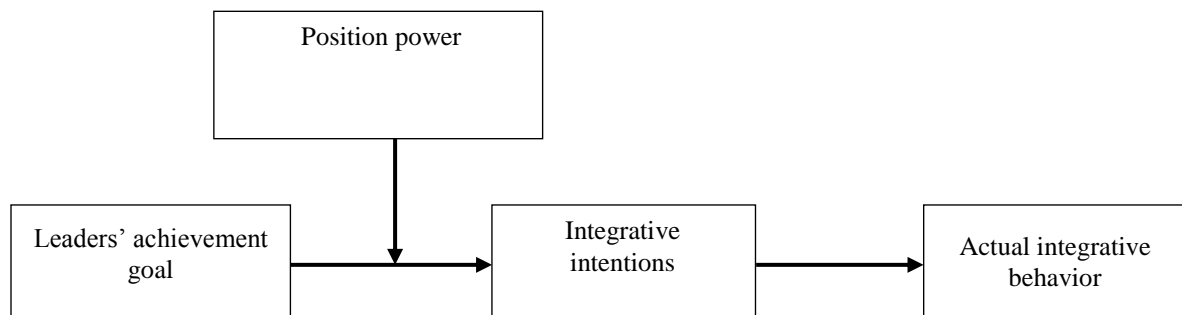 Position power
Leaders’ achievement
goal
Integrative
intentions
Actual integrative
behavior